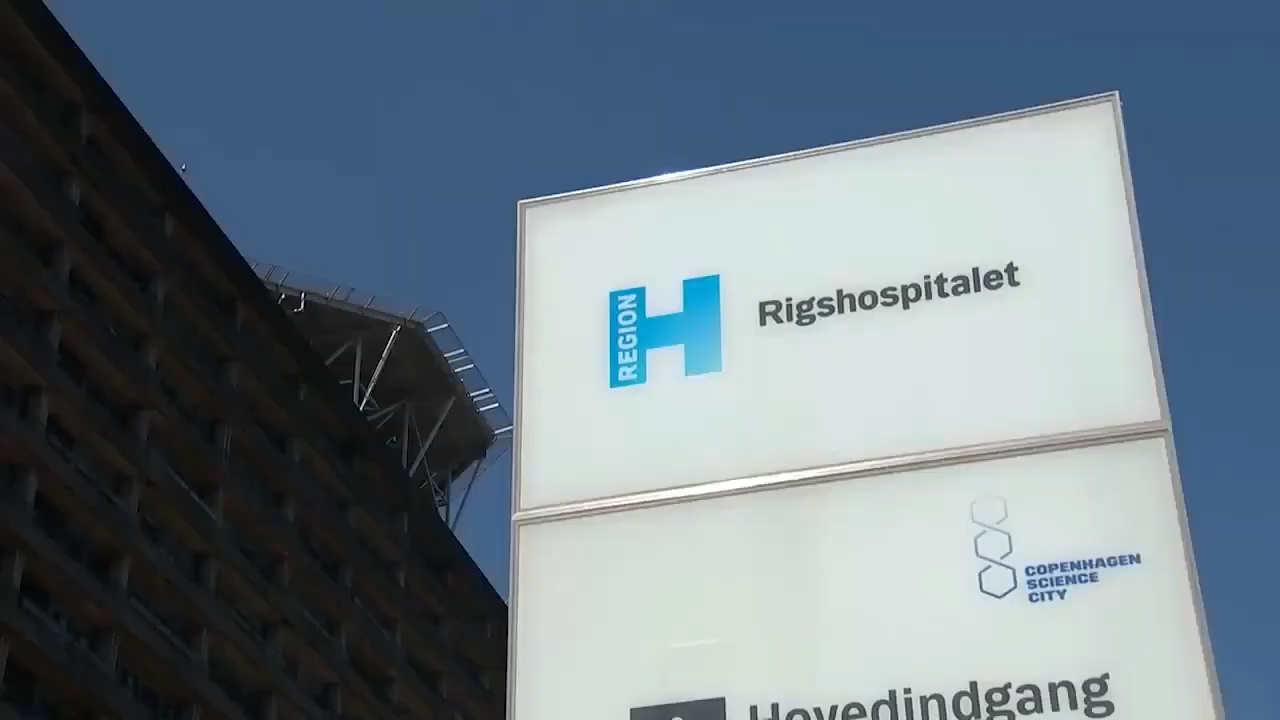 REGION
Rigshospitalet
COPENHAGEN
SCIENCE
CITY
Hovedindgang